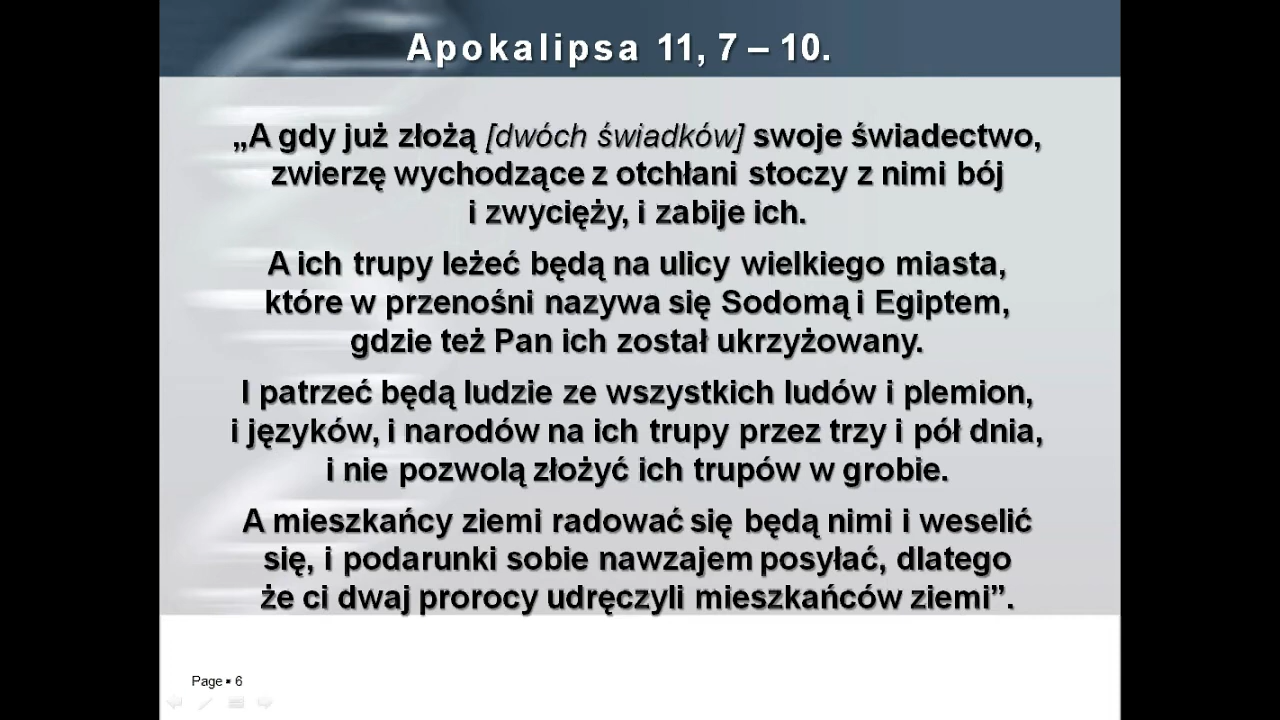 Apokalipsa 11, 7 – 10.
„A gdy już złożą [dwóch świadków] swoje świadectwo,
zwierzę wychodzące z otchłani stoczy z nimi bój
i zwycięży, i zabije ich.
A ich trupy leżeć będą na ulicy wielkiego miasta,
które w przenośni nazywa się Sodomą i Egiptem,
gdzie też Pan ich został ukrzyżowany.
I patrzeć będą ludzie ze wszystkich ludów i plemion,
i języków, i narodów na ich trupy przez trzy i pół dnia,
i nie pozwolą złożyć ich trupów w grobie.
A mieszkańcy ziemi radować się będą nimi i weselić
się, i podarunki sobie nawzajem posyłać, dlatego
że ci dwaj prorocy udręczyli mieszkańców ziemi”.
Page ▪ 6